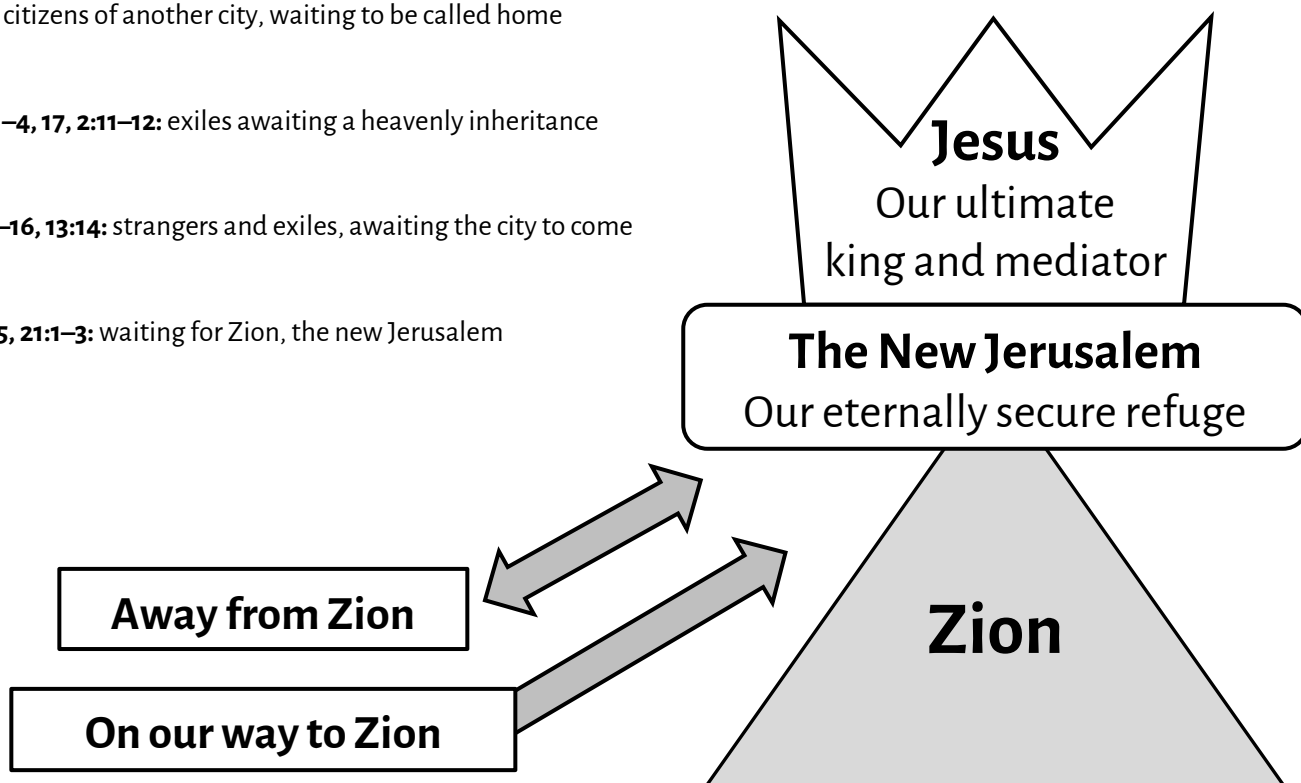 citizens of another city, waiting to be called home
–4, 17, 2:11–12: exiles awaiting a heavenly inheritance
–16, 13:14: strangers and exiles, awaiting the city to come
5, 21:1–3: waiting for Zion, the new Jerusalem
Jesus
Our ultimate
king and mediator
The New Jerusalem
Our eternally secure refuge
Away from Zion
Zion
On our way to Zion